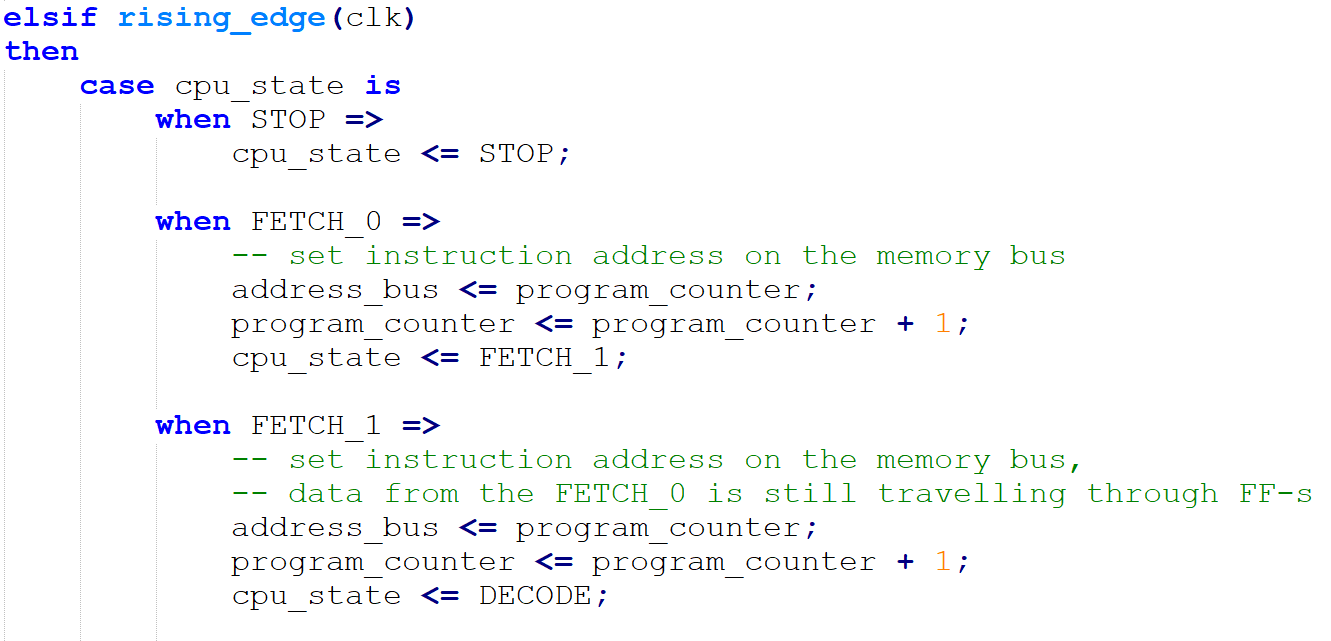 elsif rising_edge(clk)
then
case cpu_state is
when STOP =>
cpu_state <= STOP;
when FETCH_0 =>
-- set instruction address on the memory bus
address_bus <= program_counter;
program_counter <= program_counter + 1;
cpu_state <= FETCH_1;
when FETCH_1 =>
-- set instruction address on the memory bus,
-- data from the FETCH_0 is still travelling through FF-s
address_bus <= program_counter;
program_counter <= program_counter + 1;
cpu_state <= DECODE;